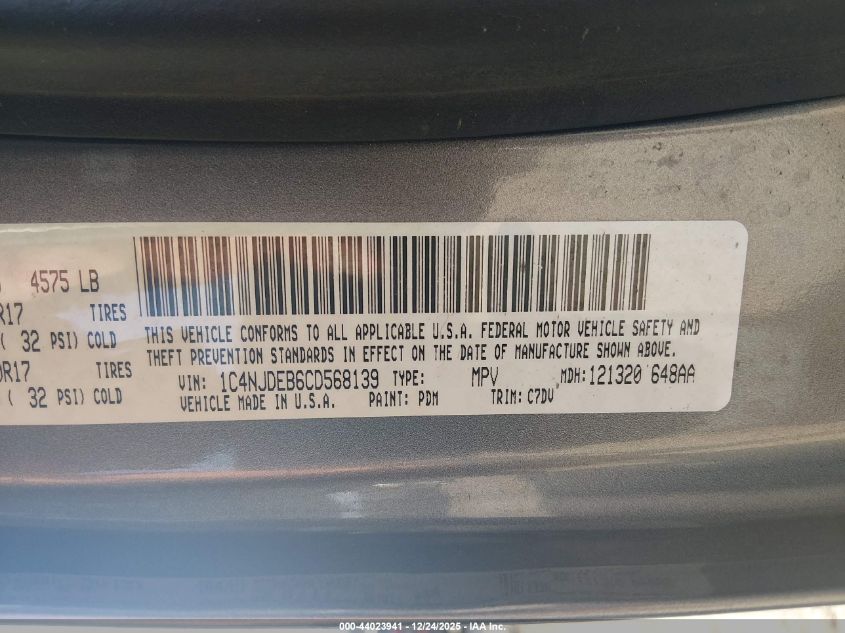 4575 LB
R17 TIRES
( 32 PSI) COLD
R17 TIRES
( 32 PSI) COLD
THIS VEHICLE CONFORMS TO ALL APPLICABLE U.S.A. FEDERAL MOTOR VEHICLE SAFETY AND
THEFT PREVENTION STANDARDS IN EFFECT ON THE DATE OF MANUFACTURE SHOWN ABOVE.
VIN: 1C4NJDEB6CD568139 TYPE: MPV MDH: 121320 648AA
VEHICLE MADE IN U.S.A. PAINT: PDM TRIM: C7DV
000-44023941 - 12/24/2025 - IAA Inc.